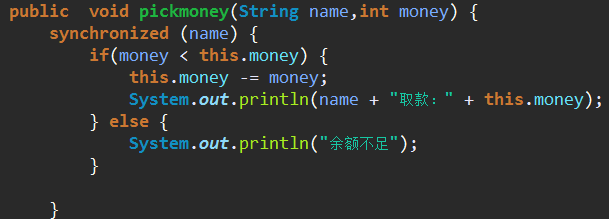 public  void pickmoney(String name,int money) {
    synchronized (name) {
        if(money < this.money) {
            this.money -= money;
            System.out.println(name + "取款：" + this.money);
        } else {
            System.out.println("余额不足");
        }

    }